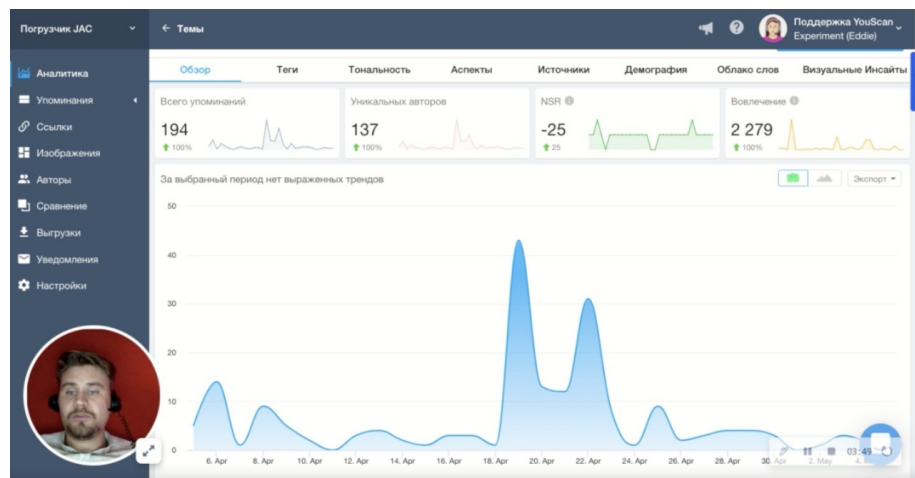 Погрузчик JAC
← Темы
Поддержка YouScan
Experiment (Eddie)
Аналитика
Упоминания
Ссылки
Изображения
Авторы
Сравнение
Выгрузки
Уведомления
Настройки
Обзор Теги Тональность Аспекты Источники Демография Облако слов Визуальные Инсайты
Всего упоминаний
194
100%
Уникальных авторов
137
100%
NSR
-25
25
Вовлечение
2 279
100%
За выбранный период нет выраженных трендов
Экспорт
50
40
30
20
10
0
6. Apr 8. Apr 10. Apr 12. Apr 14. Apr 16. Apr 18. Apr 20. Apr 22. Apr 24. Apr 26. Apr 28. Apr 30. Apr 2. May
03:49